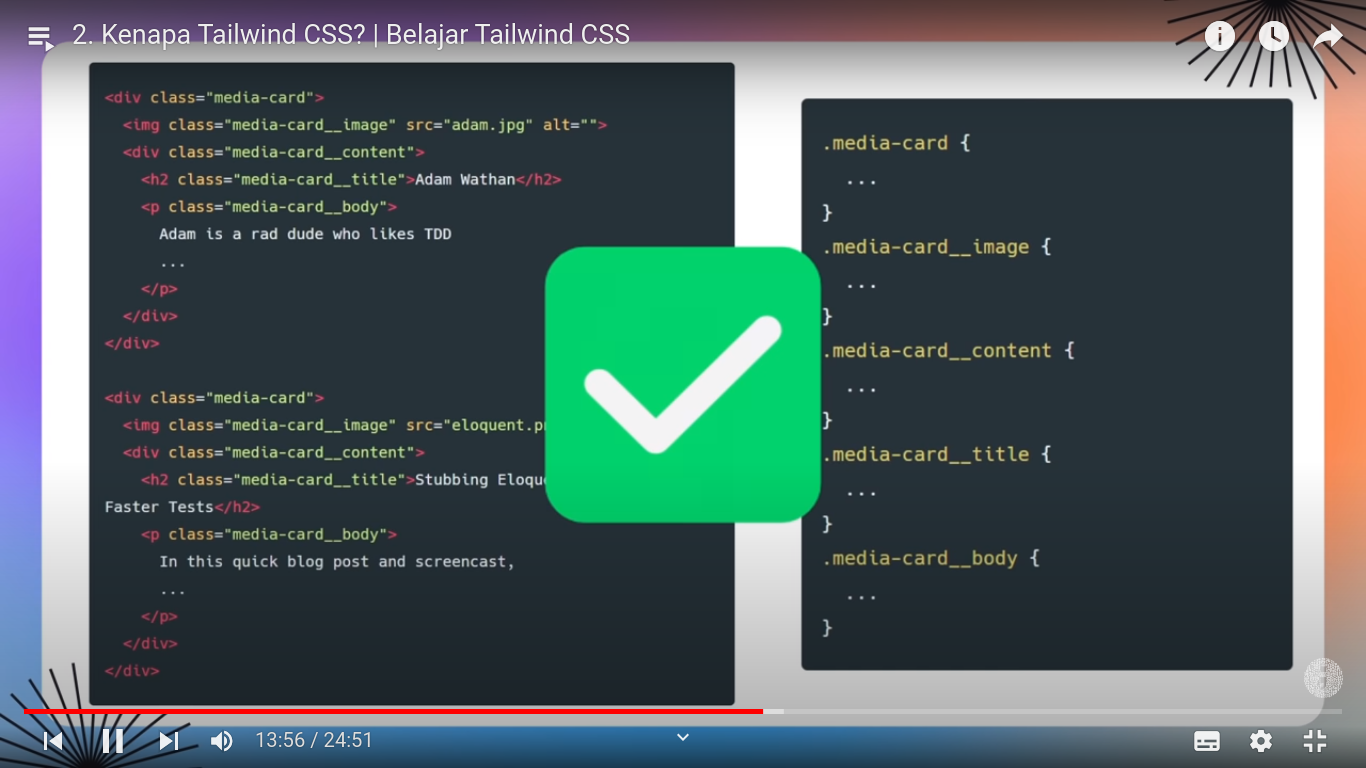 2. Kenapa Tailwind CSS? | Belajar Tailwind CSS
<div class="media-card">
<img class="media-card__image" src="adam.jpg" alt="">
<div class="media-card__content">
<h2 class="media-card__title">Adam Wathan</h2>
<p class="media-card__body">
Adam is a rad dude who likes TDD
...
</p>
</div>
</div>
<div class="media-card">
<img class="media-card__image" src="eloquent.p
<div class="media-card__content">
<h2 class="media-card__title">Stubbing Eloqu
Faster Tests</h2>
<p class="media-card__body">
In this quick blog post and screencast,
...
</p>
</div>
</div>
.media-card {
...
}
.media-card__image {
...
}
.media-card__content {
...
}
.media-card__title {
...
}
.media-card__body {
...
}
13:56 / 24:51